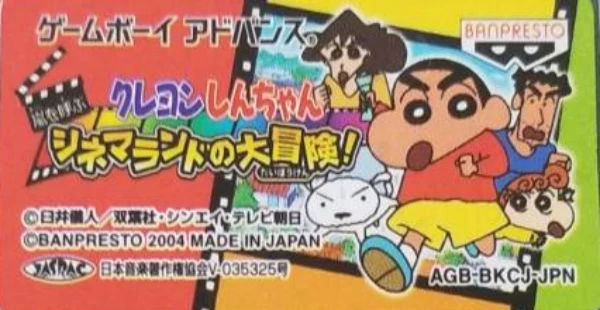 ゲームボーイ アドバンス®
BANPRESTO
嵐を呼ぶ
クレヨンしんちゃん
シネマランドの大冒険!
だいぼうけん
©臼井儀人/双葉社・シンエイ・テレビ朝日
©BANPRESTO 2004 MADE IN JAPAN
JASRAC 日本音楽著作権協会V-035325号
AGB-BKCJ-JPN